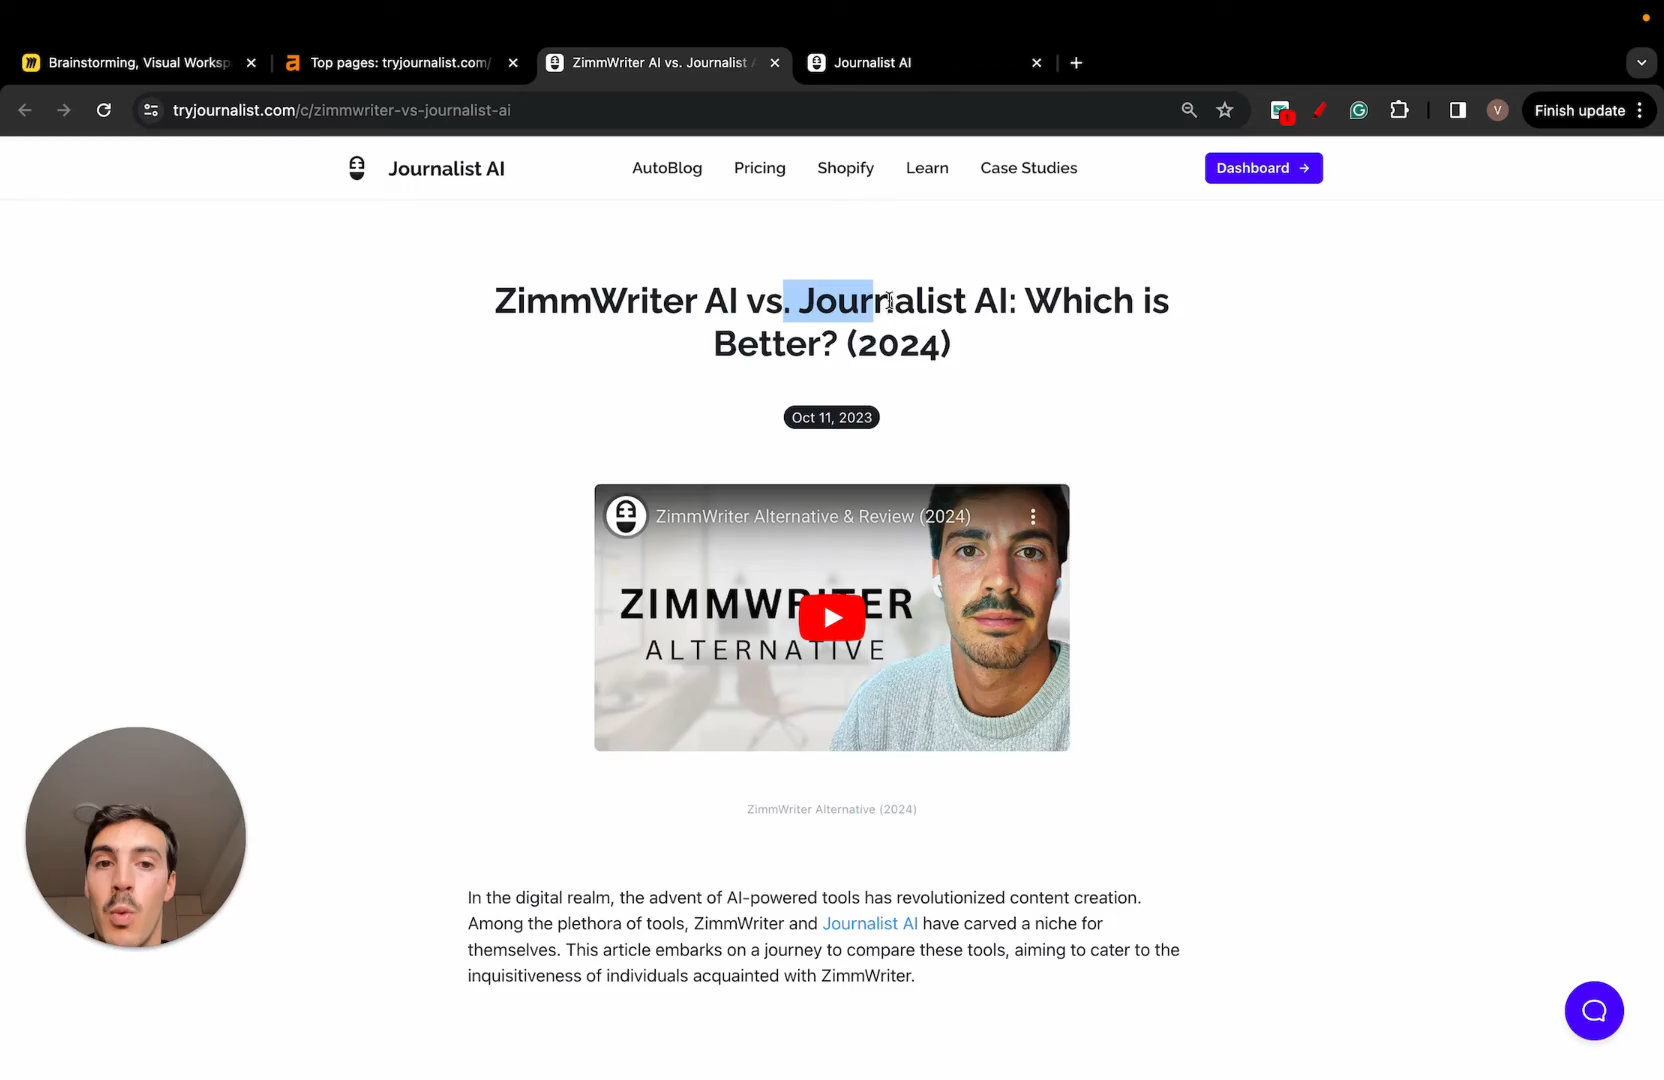 Brainstorming, Visual Worksp
Top pages: tryjournalist.com/
ZimmWriter AI vs. Journalist A
Journalist AI
tryjournalist.com/c/zimmwriter-vs-journalist-ai
V
Finish update
Journalist AI
AutoBlog
Pricing
Shopify
Learn
Case Studies
Dashboard →
ZimmWriter AI vs. Journalist AI: Which is
Better? (2024)
Oct 11, 2023
ZimmWriter Alternative & Review (2024)
ZIMMWRITER
ALTERNATIVE
ZimmWriter Alternative (2024)
In the digital realm, the advent of AI-powered tools has revolutionized content creation.
Among the plethora of tools, ZimmWriter and Journalist AI have carved a niche for
themselves. This article embarks on a journey to compare these tools, aiming to cater to the
inquisitiveness of individuals acquainted with ZimmWriter.